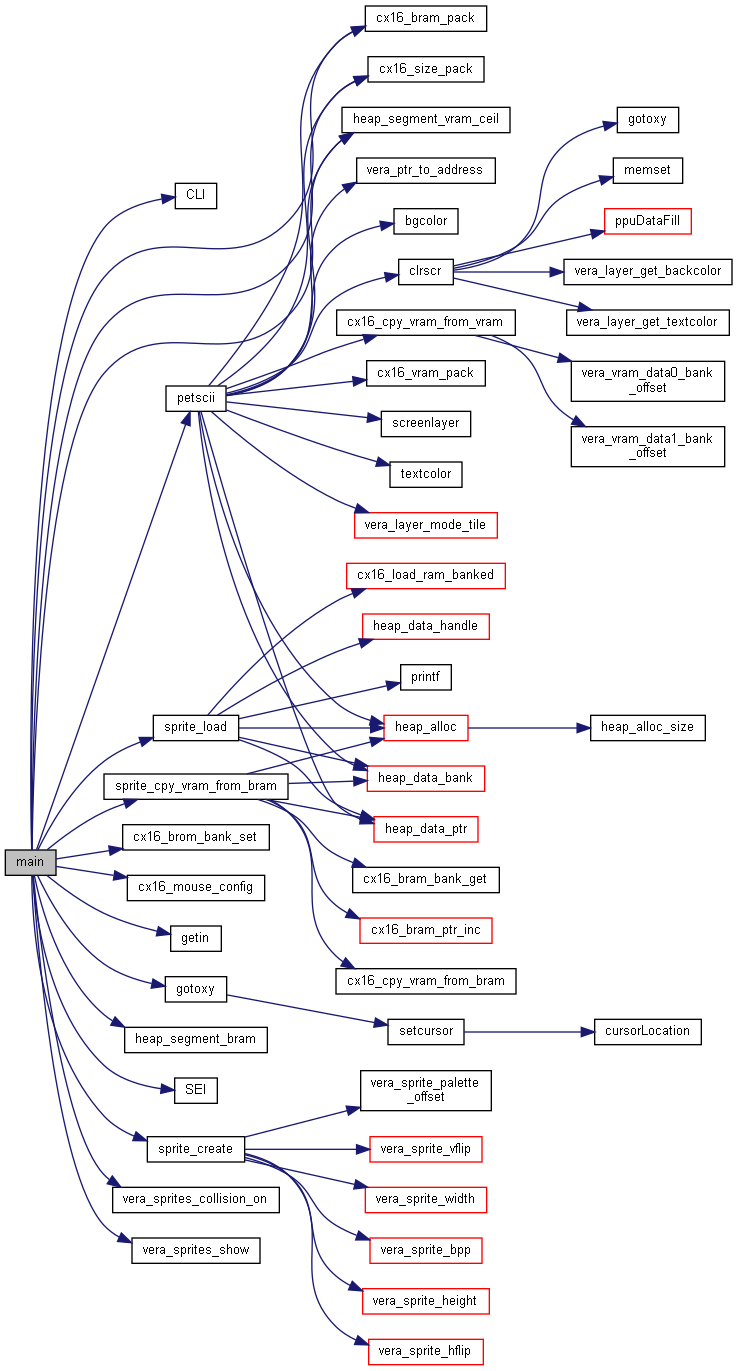 cx16_bram_pack
cx16_size_pack
heap_segment_vram_ceil
gotoxy
memset
vera_ptr_to_address
CLI
bgcolor
ppuDataFill
clrscr
vera_layer_get_backcolor
cx16_cpy_vram_from_vram
vera_layer_get_textcolor
cx16_vram_pack
vera_vram_data0_bank
_offset
petscii
screenlayer
vera_vram_data1_bank
_offset
textcolor
vera_layer_mode_tile
cx16_load_ram_banked
heap_data_handle
printf
sprite_load
heap_alloc
heap_alloc_size
heap_data_bank
sprite_cpy_vram_from_bram
heap_data_ptr
cx16_brom_bank_set
main
cx16_bram_bank_get
cx16_mouse_config
cx16_bram_ptr_inc
getin
cx16_cpy_vram_from_bram
gotoxy
setcursor
cursorLocation
heap_segment_bram
SEI
vera_sprite_palette
_offset
sprite_create
vera_sprite_vflip
vera_sprites_collision_on
vera_sprite_width
vera_sprites_show
vera_sprite_bpp
vera_sprite_height
vera_sprite_hflip